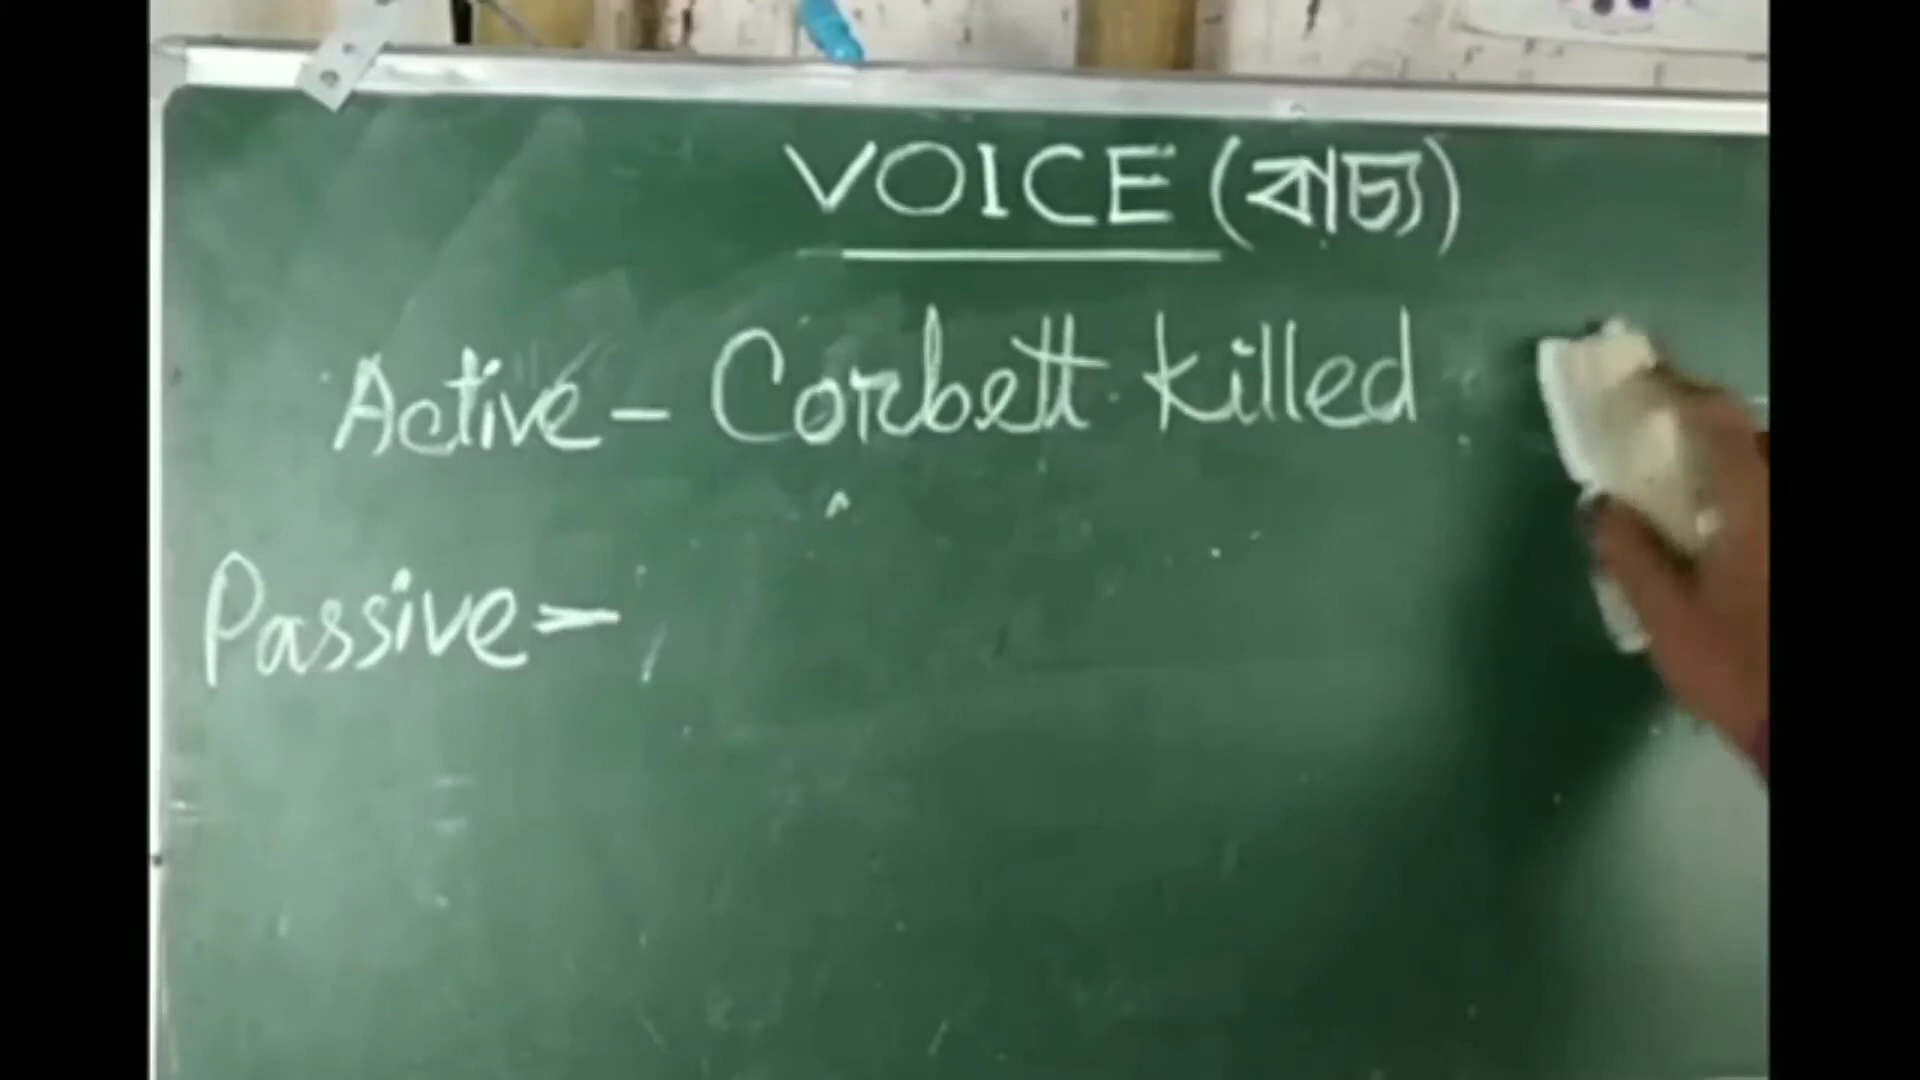 VOICE (বাচ্য)
Active - Corbett killed
Passive -